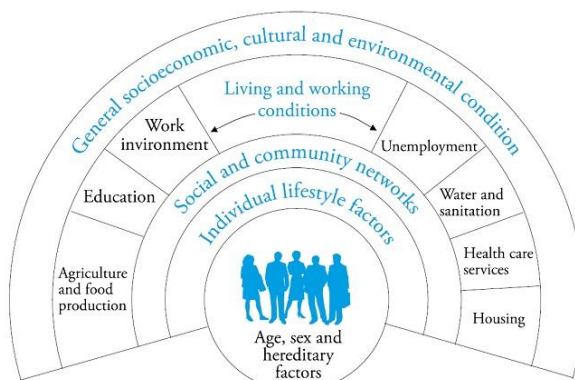 General socioeconomic, cultural and environmental condition
Living and working
conditions
Work
invironment
Unemployment
Education
Water and
sanitation
Agriculture
and food
production
Health care
services
Housing
Social and community networks
Individual lifestyle factors
Age, sex and
hereditary
factors